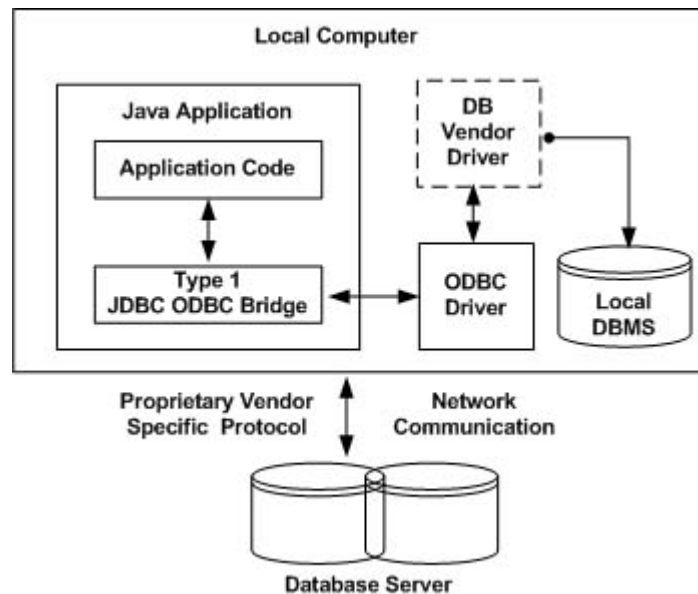 Local Computer
Java Application
Application Code
Type 1
JDBC ODBC Bridge
DB
Vendor
Driver
ODBC
Driver
Local
DBMS
Proprietary Vendor
Specific Protocol
Network
Communication
Database Server